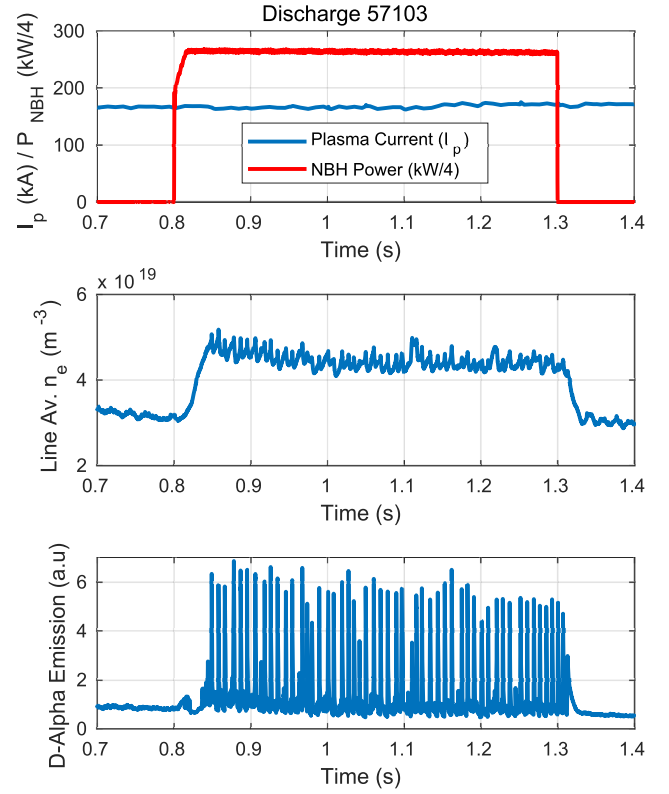 Discharge 57103
I p (kA) / P NBH (kW/4)
300
200
100
0
Plasma Current (I p )
NBH Power (kW/4)
0.7 0.8 0.9 1 1.1 1.2 1.3 1.4
Time (s)
x 10 19
Line Av. n e (m -3 )
6
4
2
0.7 0.8 0.9 1 1.1 1.2 1.3 1.4
Time (s)
D-Alpha Emission (a.u)
6
4
2
0
0.7 0.8 0.9 1 1.1 1.2 1.3 1.4
Time (s)